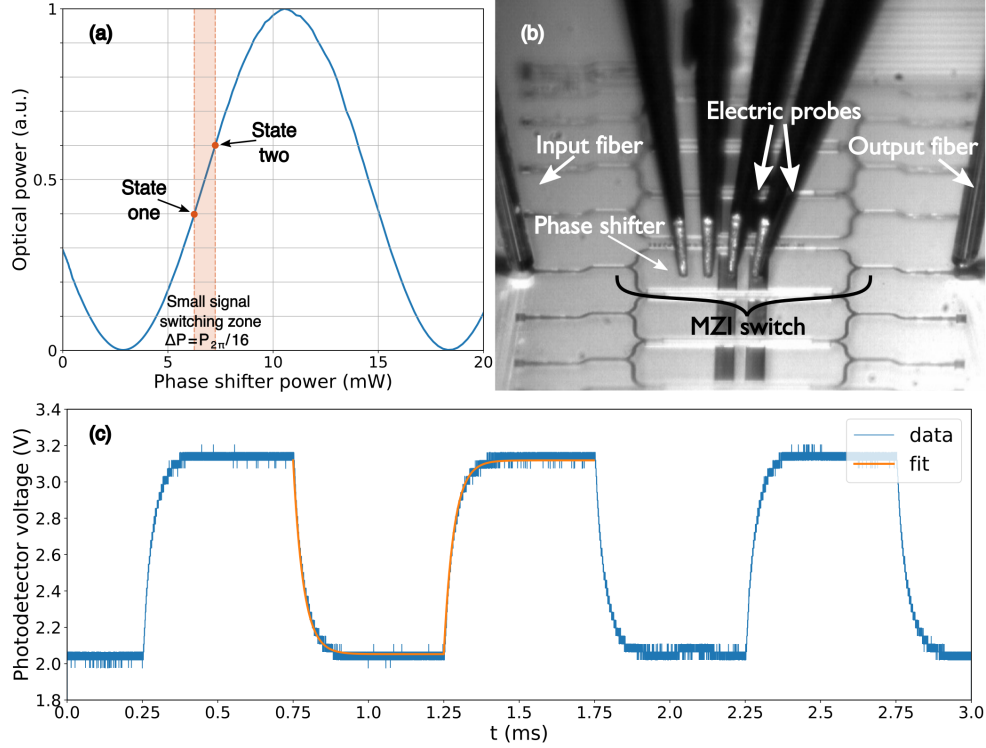 (a)
1
0.5
0
Optical power (a.u.)
State
two
State
one
Small signal
switching zone
ΔP=P2π/16
0 5 10 15 20
Phase shifter power (mW)
(b)
Electric probes
Input fiber
Output fiber
Phase shifter
MZI switch
(c)
3.4
3.2
3.0
2.8
2.6
2.4
2.2
2.0
1.8
Photodetector voltage (V)
data
fit
0.0 0.25 0.5 0.75 1.0 1.25 1.5 1.75 2.0 2.25 2.5 2.75 3.0
t (ms)